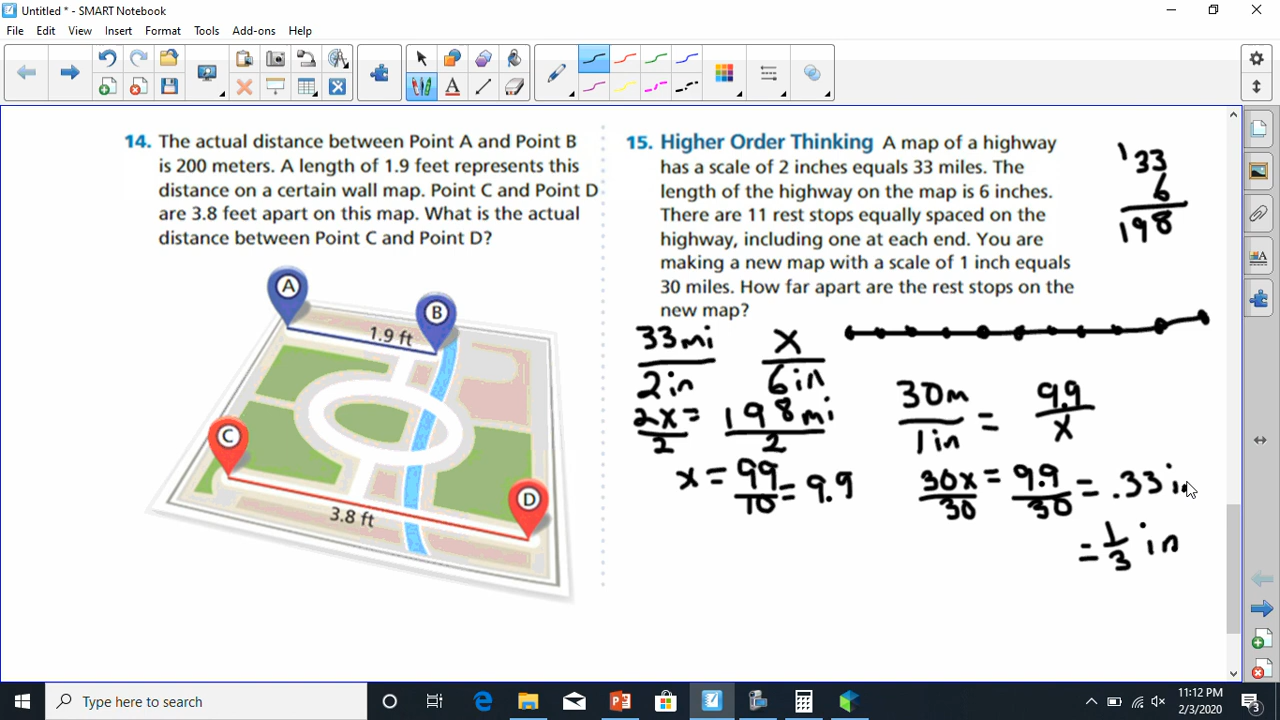 Untitled * - SMART Notebook
File Edit View Insert Format Tools Add-ons Help
14. The actual distance between Point A and Point B
is 200 meters. A length of 1.9 feet represents this
distance on a certain wall map. Point C and Point D
are 3.8 feet apart on this map. What is the actual
distance between Point C and Point D?
A
B
1.9 ft
C
D
3.8 ft
15. Higher Order Thinking A map of a highway
has a scale of 2 inches equals 33 miles. The
length of the highway on the map is 6 inches.
There are 11 rest stops equally spaced on the
highway, including one at each end. You are
making a new map with a scale of 1 inch equals
30 miles. How far apart are the rest stops on the
new map?
1
33
6
198
33mi x
2in 6in
2x = 198mi
2 2
x = 99 = 9.9
10
30m = 9.9
1in x
30x = 9.9 = .33 in
30 30
= 1/3 in
Type here to search
11:12 PM
2/3/2020
3